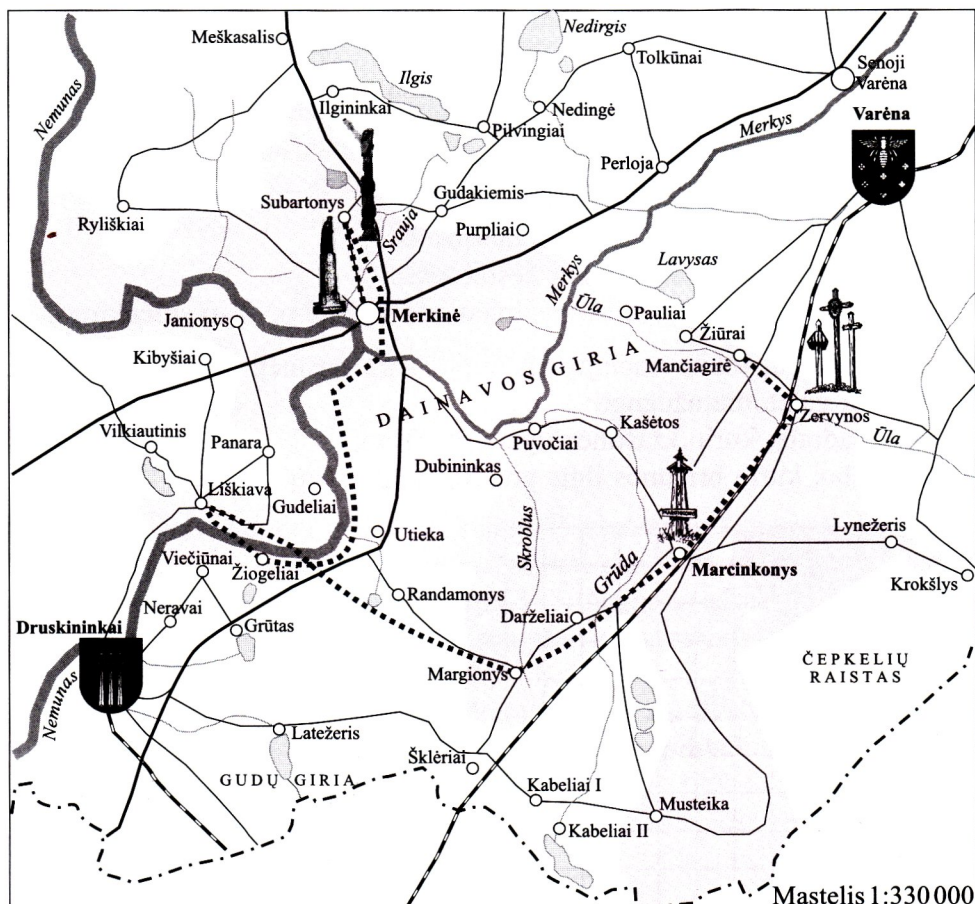 Nedirgis
Meškasalis
Tolkūnai
Senoji
Varėna
Nemunas
Ilgis
Ilgininkai
Nedingė
Varėna
Pilvingiai
Merkys
Perloja
Subartonys
Gudakiemis
Ryliškiai
Srauja
Purpliai
Merkys
Lavysas
Ūla
Pauliai
Merkinė
Janionys
Žiūrai
Kibyšiai
Mančiagirė
DAINAVOS GIRIA
Zervynos
Vilkiautinis
Panara
Puvočiai
Kašėtos
Ūla
Dubininkas
Liškiava
Gudeliai
Utieka
Skroblus
Lynežeris
Viečiūnai
Žiogeliai
Grūda
Marcinkonys
Krokšlys
Neravai
Randamonys
Druskininkai
Grūtas
Darželiai
Margionys
ČEPKELIŲ
RAISTAS
Nemunas
Latežeris
Šklėriai
GUDŲ GIRIA
Kabeliai I
Musteika
Kabeliai II
Mastelis 1:330 000